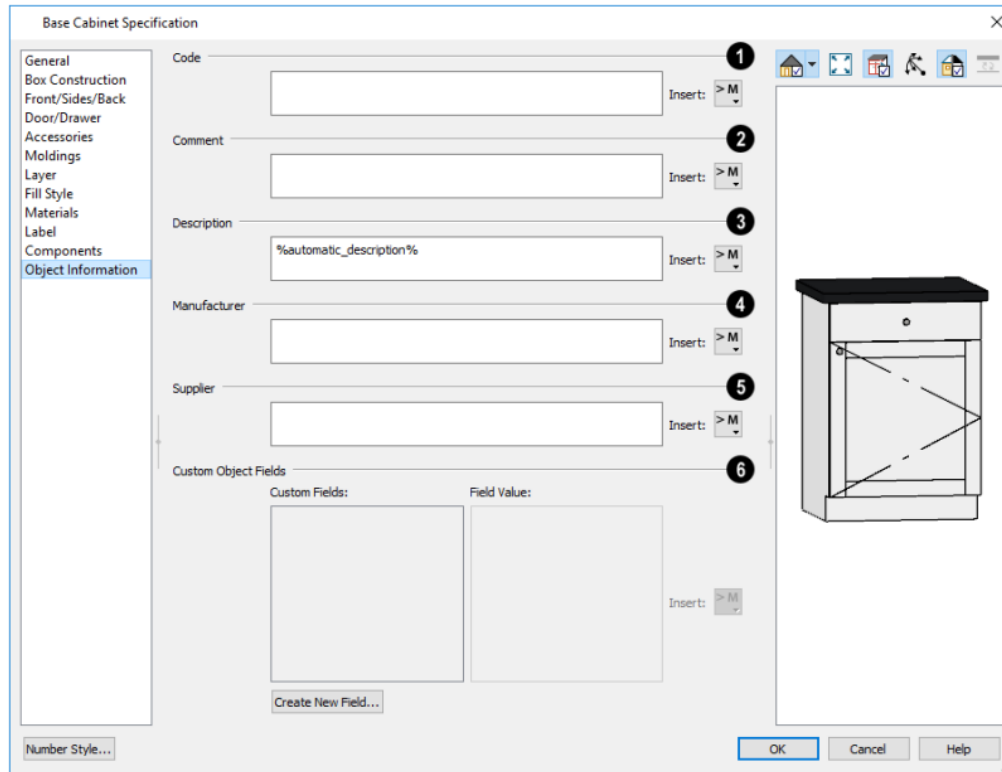 Base Cabinet Specification
General
Box Construction
Front/Sides/Back
Door/Drawer
Accessories
Moldings
Layer
Fill Style
Materials
Label
Components
Object Information
Code
1
Insert:
> M
Comment
2
Insert:
> M
Description
3
%automatic_description%
Insert:
> M
Manufacturer
4
Insert:
> M
Supplier
5
Insert:
> M
Custom Object Fields
6
Custom Fields:
Field Value:
Insert:
> M
Create New Field...
Number Style...
OK
Cancel
Help